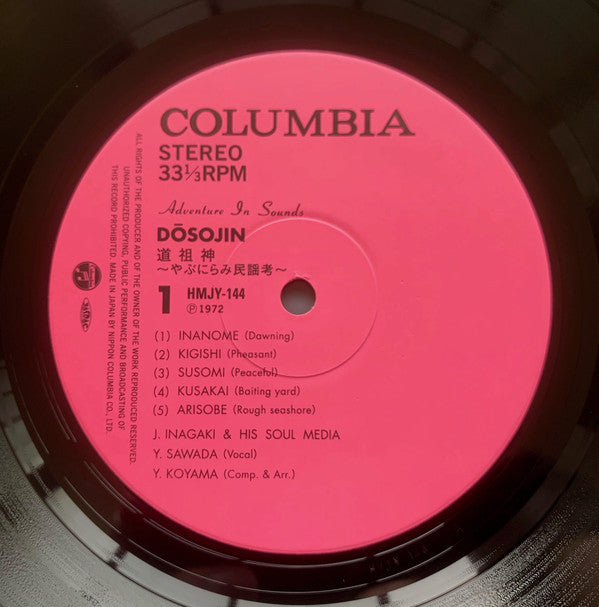 COLUMBIA
STEREO
33⅓RPM
Adventure In Sounds
DŌSOJIN
道祖神
〜やぶにらみ民謡考〜
1 HMJY-144
Ⓟ1972
(1) INANOME (Dawning)
(2) KIGISHI (Pheasant)
(3) SUSOMI (Peaceful)
(4) KUSAKAI (Baiting yard)
(5) ARISOBE (Rough seashore)
J. INAGAKI & HIS SOUL MEDIA
Y. SAWADA (Vocal)
Y. KOYAMA (Comp. & Arr.)
ALL RIGHTS OF THE PRODUCER AND OF THE OWNER OF THE WORK REPRODUCED RESERVED.
UNAUTHORIZED COPYING, PUBLIC PERFORMANCE AND BROADCASTING OF
THIS RECORD PROHIBITED. MADE IN JAPAN BY NIPPON COLUMBIA CO., LTD.